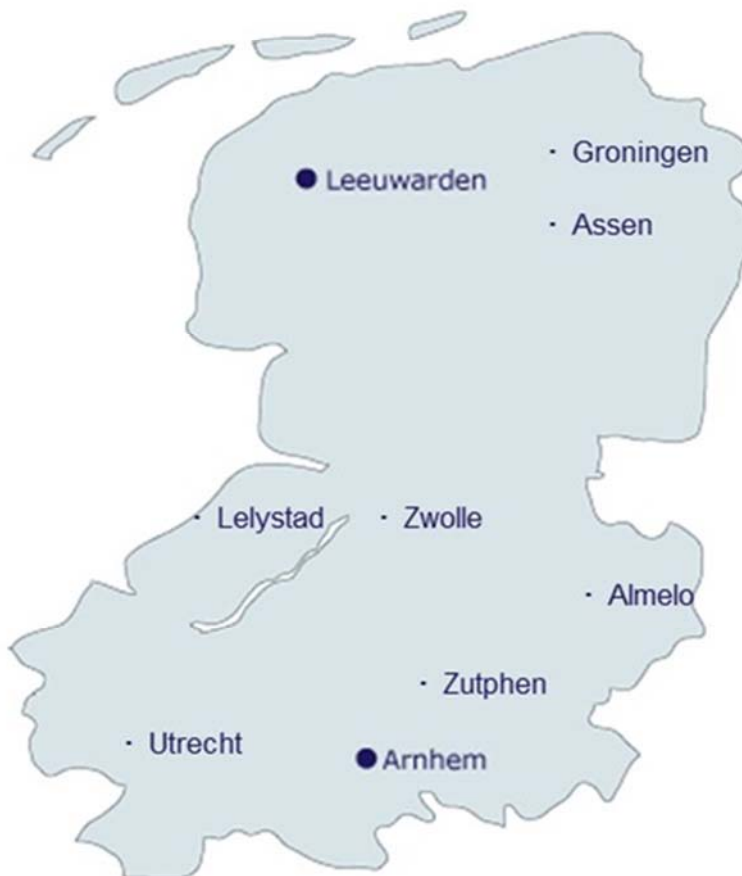 Groningen
Leeuwarden
Assen
Lelystad
Zwolle
Almelo
Zutphen
Utrecht
Arnhem